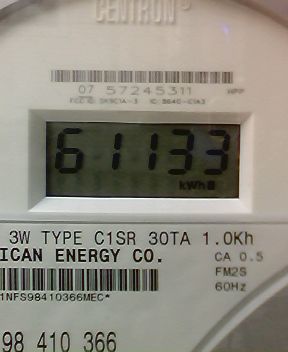 CENTRON®
07 57245311
61133
kWh
3W TYPE C1SR 30TA 1.0Kh
ICAN ENERGY CO.
CA 0.5
FM2S
60Hz
1NFS98410366MEC*
98 410 366